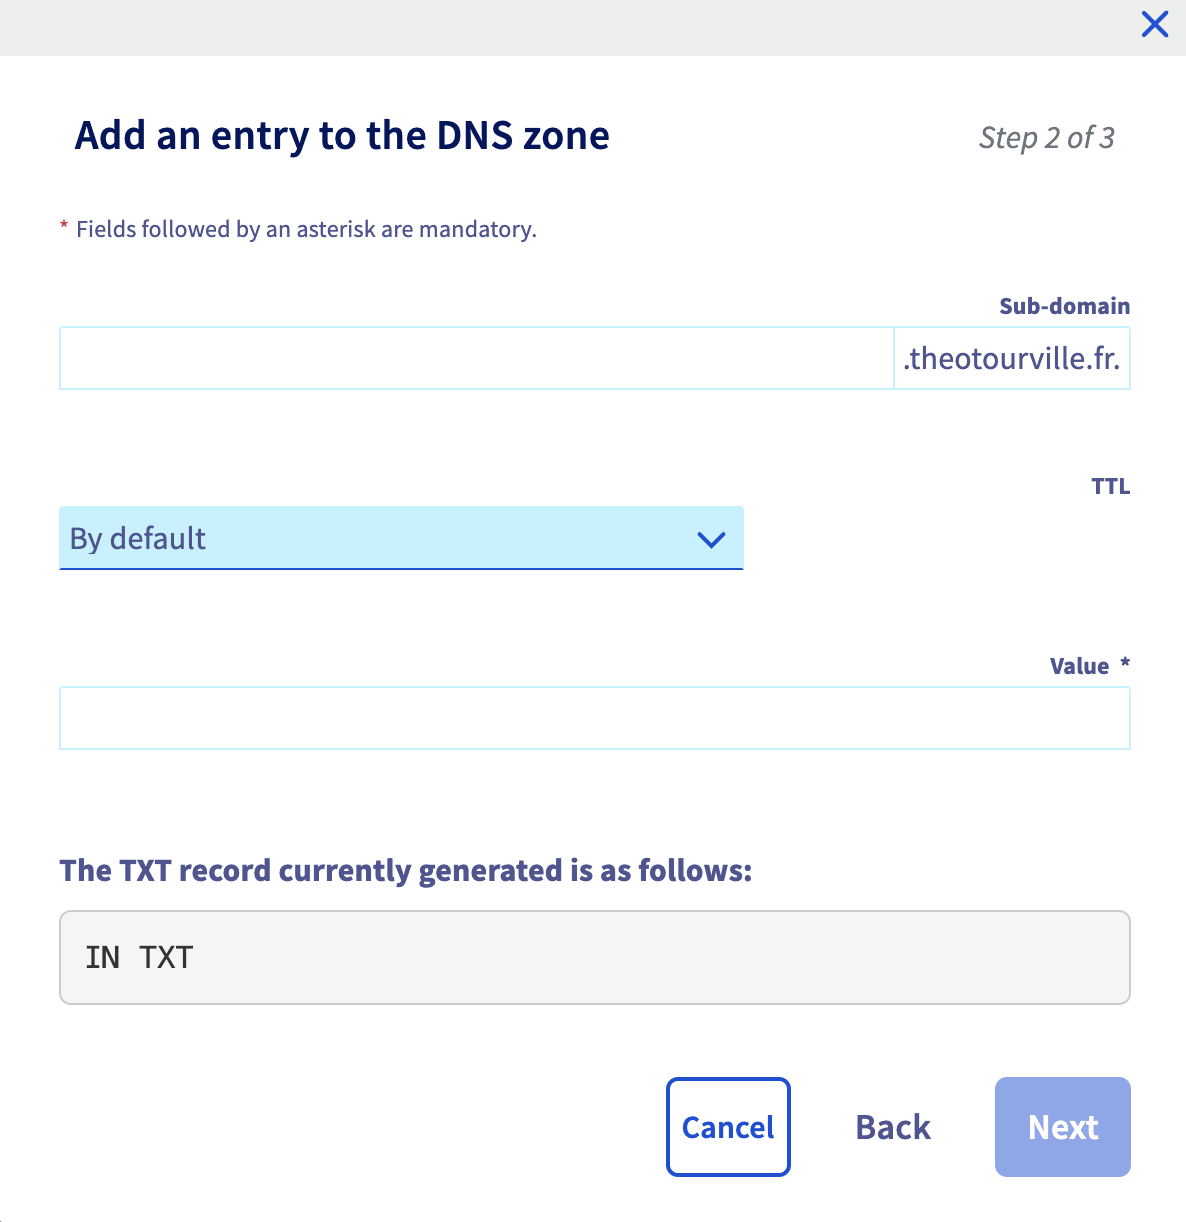 Add an entry to the DNS zone
Step 2 of 3
* Fields followed by an asterisk are mandatory.
Sub-domain
.theotourville.fr.
TTL
By default
Value *
The TXT record currently generated is as follows:
IN TXT
Cancel
Back
Next